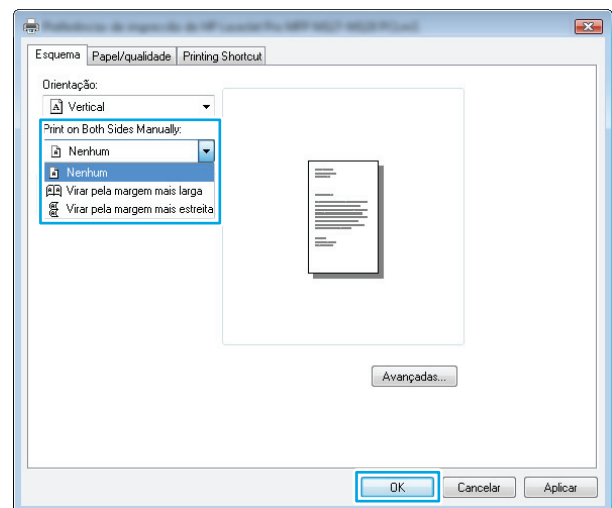 Esquema Papel/qualidade Printing Shortcut
Orientação:
Vertical
Print on Both Sides Manually:
Nenhum
Nenhum
Virar pela margem mais larga
Virar pela margem mais estreita
Avançadas...
OK Cancelar Aplicar